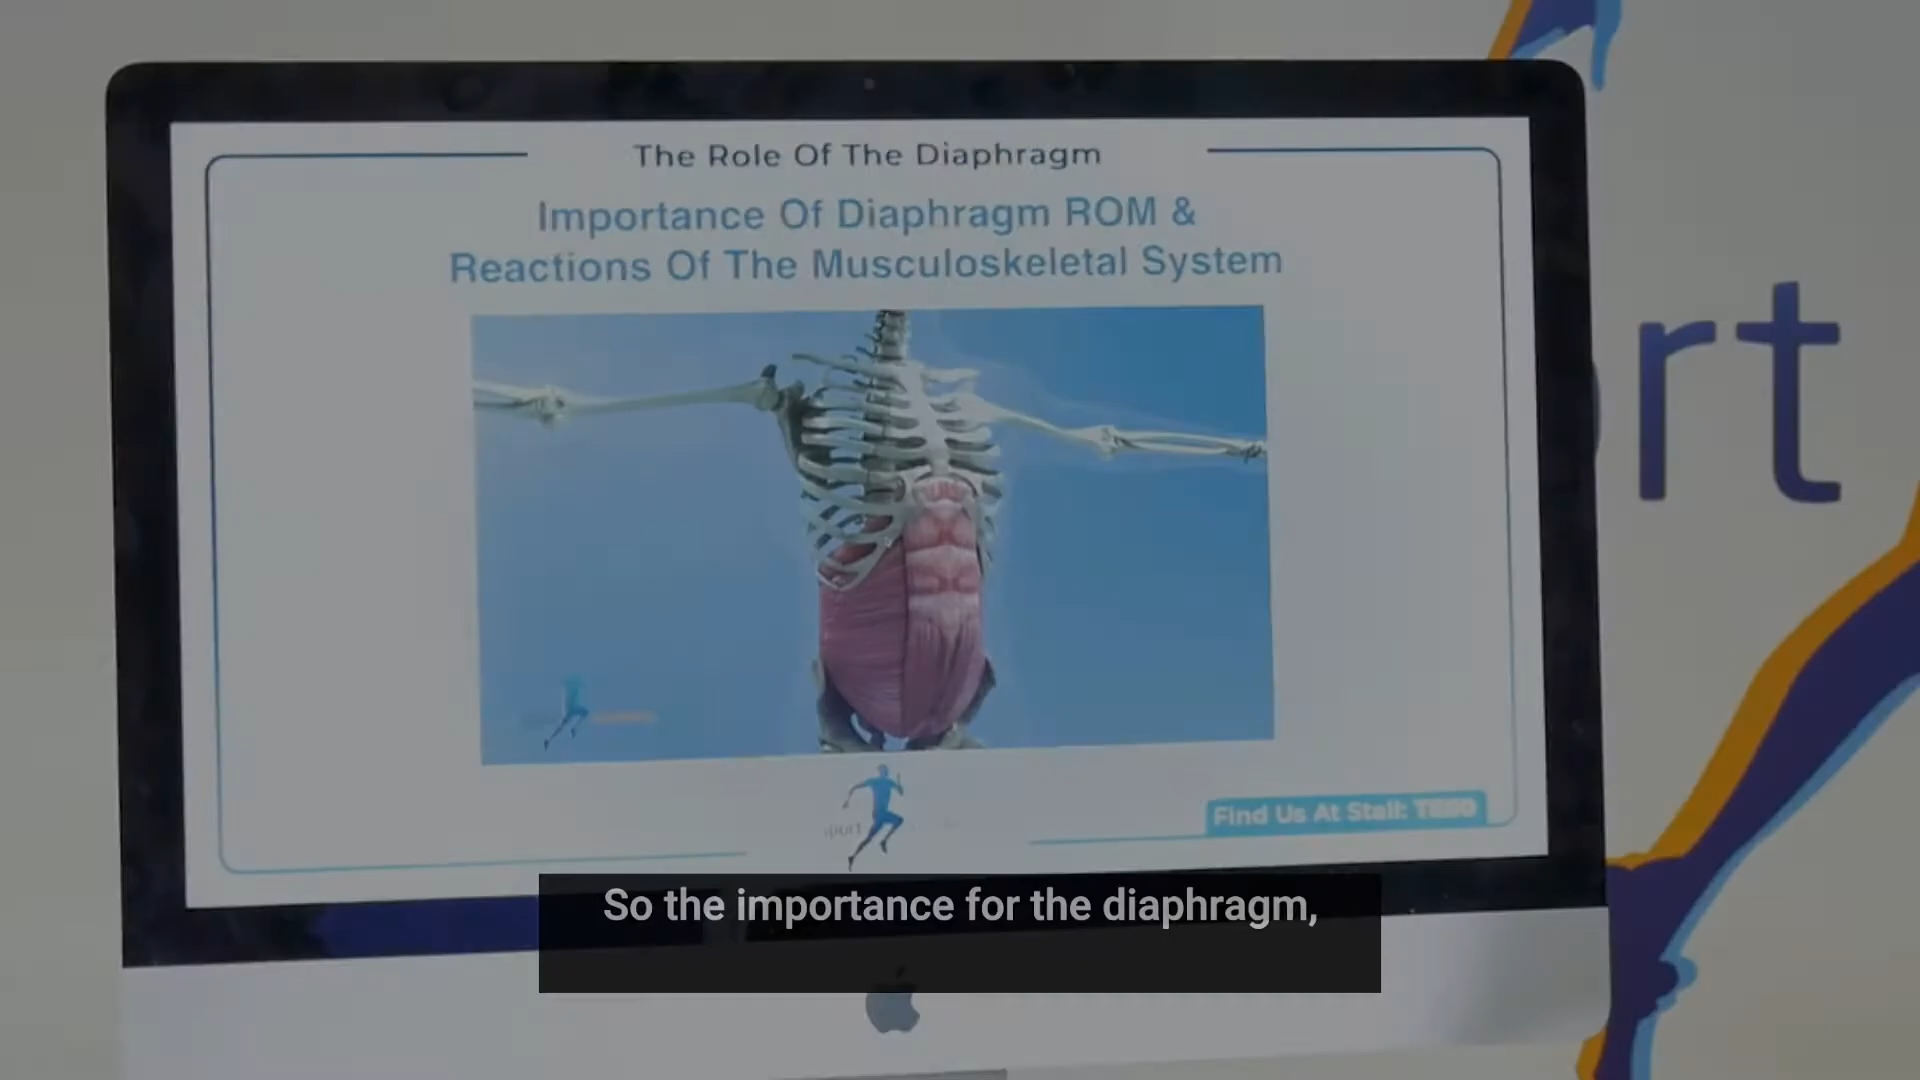 The Role Of The Diaphragm
Importance Of Diaphragm ROM &
Reactions Of The Musculoskeletal System
rt
sport
Find Us At Stall:
So the importance for the diaphragm,